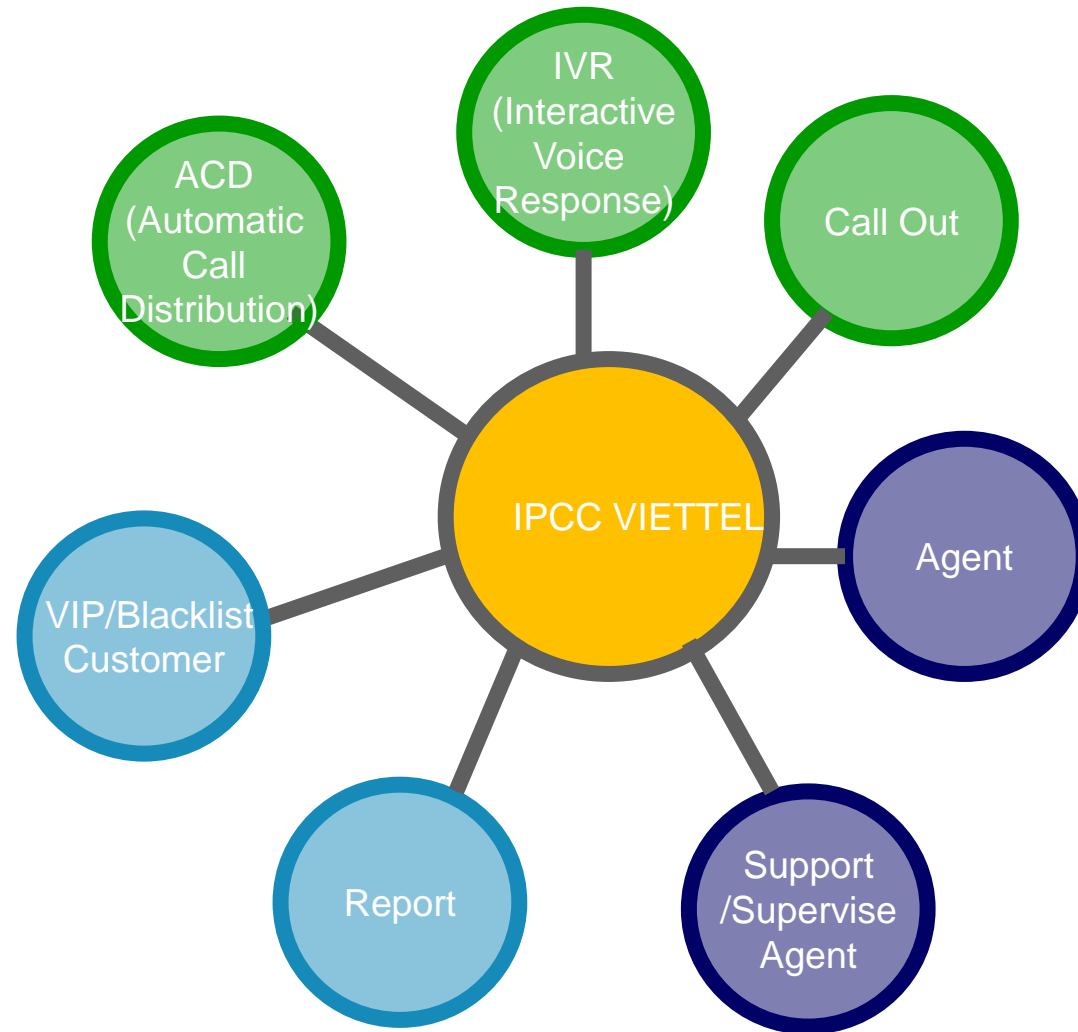 IVR
(Interactive
Voice
Response)
ACD
(Automatic
Call
Distribution)
Call Out
IPCC VIETTEL
Agent
VIP/Blacklist
Customer
Support
/Supervise
Agent
Report